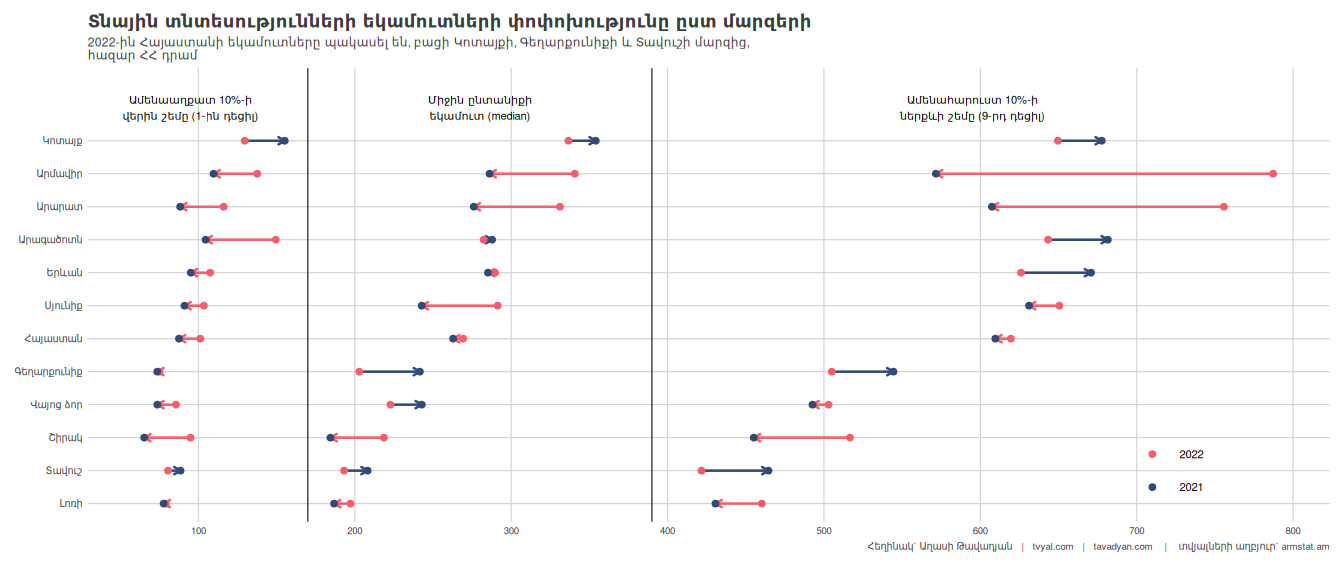 Տնային տնտեսությունների եկամուտների փոփոխությունը ըստ մարզերի
2022-ին Հայաստանի եկամուտները պակասել են, բացի Կոտայքի, Գեղարքունիքի և Տավուշի մարզից,
հազար ՀՀ դրամ
Ամենաաղքատ 10%-ի
վերին շեմը (1-ին դեցիլ)
Միջին ընտանիքի
եկամուտ (median)
Ամենահարուստ 10%-ի
ներքևի շեմը (9-րդ դեցիլ)
Կոտայք
Արմավիր
Արարատ
Արագածոտն
Երևան
Սյունիք
Հայաստան
Գեղարքունիք
Վայոց ձոր
Շիրակ
Տավուշ
Լոռի
2022
2021
100 200 300 400 500 600 700 800
Հեղինակ՝ Աղասի Թավադյան | tvyal.com | tavadyan.com | տվյալների աղբյուր՝ armstat.am